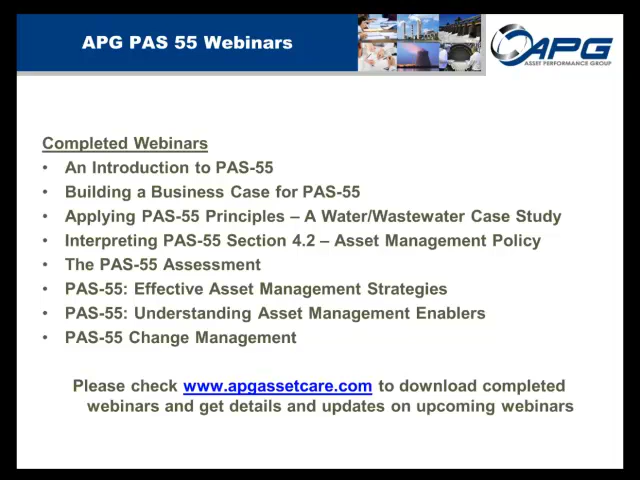 APG PAS 55 Webinars
APG
ASSET PERFORMANCE GROUP
Completed Webinars
• An Introduction to PAS-55
• Building a Business Case for PAS-55
• Applying PAS-55 Principles – A Water/Wastewater Case Study
• Interpreting PAS-55 Section 4.2 – Asset Management Policy
• The PAS-55 Assessment
• PAS-55: Effective Asset Management Strategies
• PAS-55: Understanding Asset Management Enablers
• PAS-55 Change Management
Please check www.apgassetcare.com to download completed
webinars and get details and updates on upcoming webinars